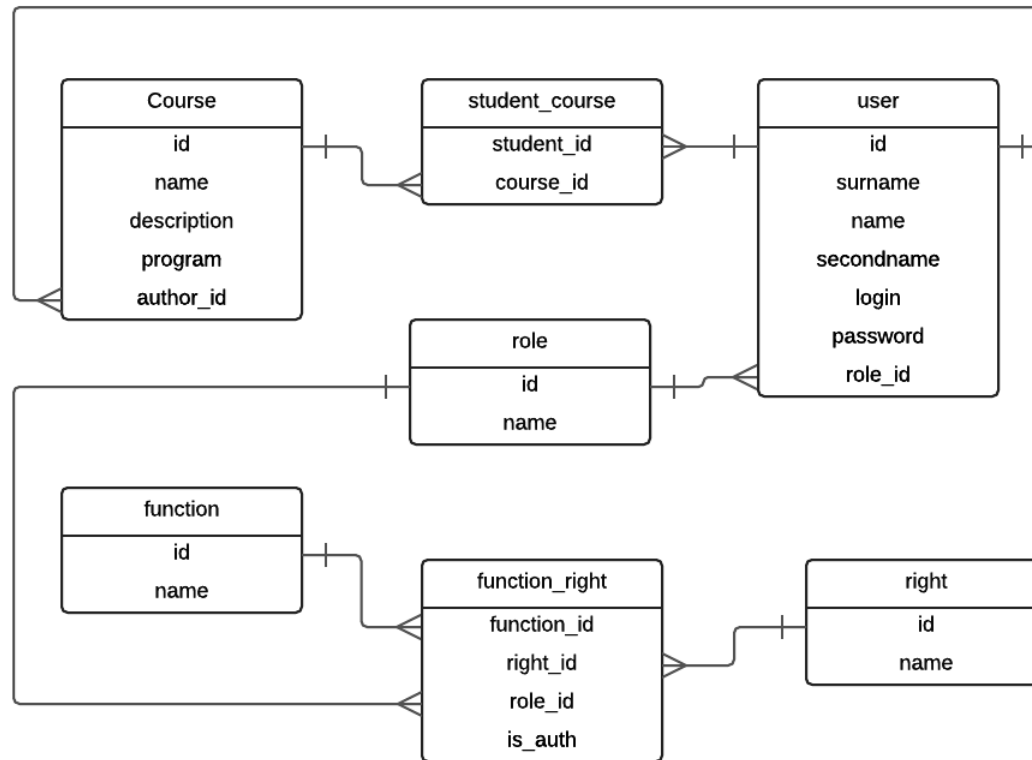 Course
id
name
description
program
author_id
student_course
student_id
course_id
user
id
surname
name
secondname
login
password
role_id
role
id
name
function
id
name
function_right
function_id
right_id
role_id
is_auth
right
id
name